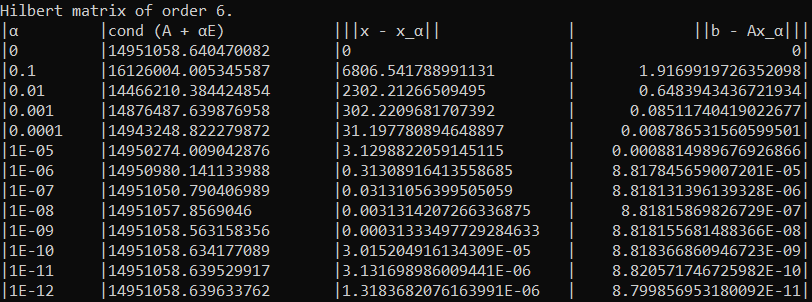 Hilbert matrix of order 6.
|α |cond (A + αE) |||x - x_α|| | ||b - Ax_α|||
|0 |14951058.640470082 |0 | 0|
|0.1 |16126004.005345587 |6806.541788991131 | 1.9169919726352098|
|0.01 |14466210.384424854 |2302.21266509495 | 0.6483943436721934|
|0.001 |14876487.639876958 |302.2209681707392 | 0.08511740419022677|
|0.0001 |14943248.822279872 |31.197780894648897 | 0.008786531560599501|
|1E-05 |14950274.009042876 |3.1298822059145115 | 0.0008814989676926866|
|1E-06 |14950980.141133988 |0.31308916413558685 | 8.817845659007201E-05|
|1E-07 |14951050.790406989 |0.03131056399505059 | 8.818131396139328E-06|
|1E-08 |14951057.8569046 |0.0031314207266336875 | 8.81815869826729E-07|
|1E-09 |14951058.563158356 |0.00031333497729284633 | 8.818155681488366E-08|
|1E-10 |14951058.634177089 |3.015204916134309E-05 | 8.818366860946723E-09|
|1E-11 |14951058.639529917 |3.131698986009441E-06 | 8.820571746725982E-10|
|1E-12 |14951058.639633762 |1.3183682076163991E-06 | 8.799856953180092E-11|